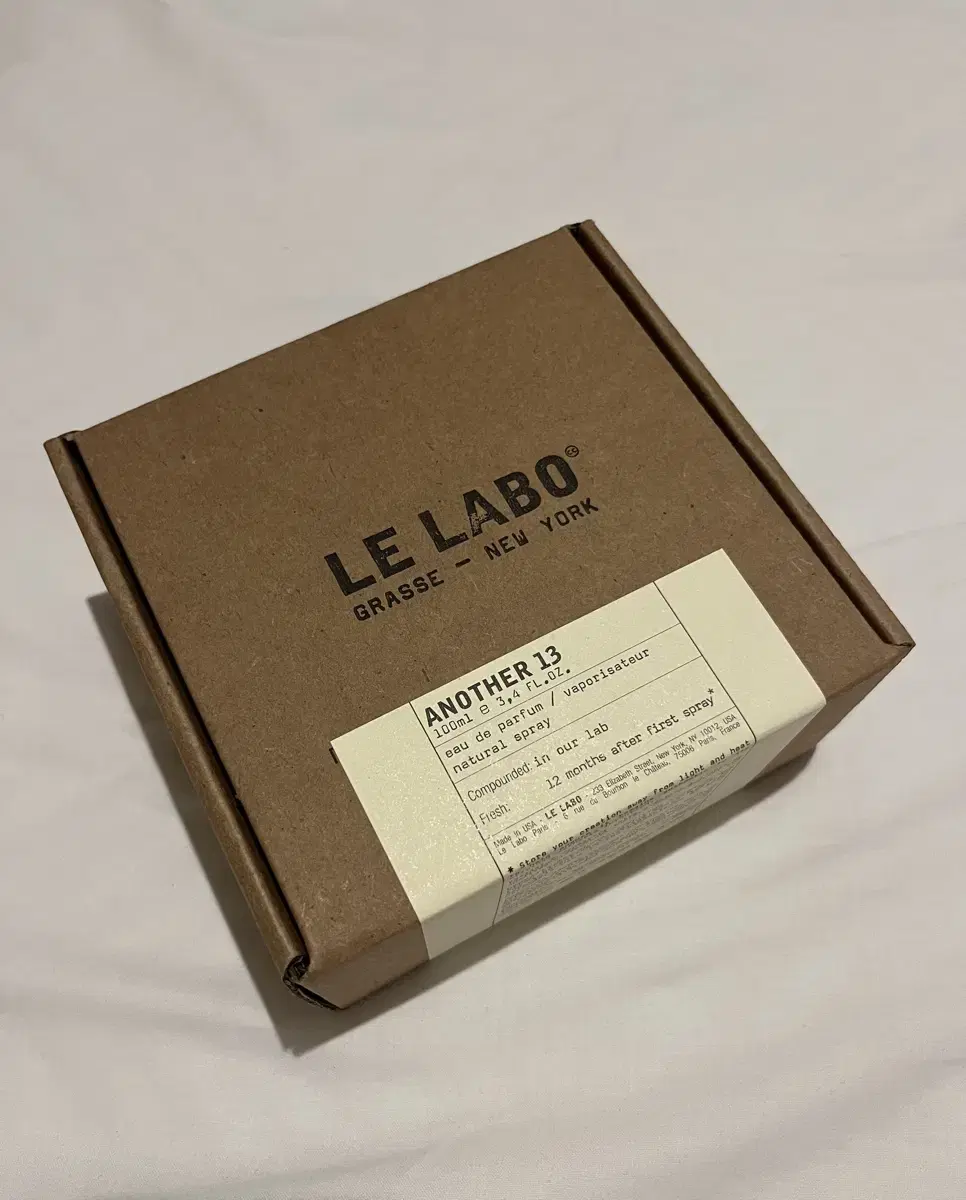 LE LABO
GRASSE — NEW YORK
ANOTHER 13
100ml ℮ 3,4 FL.OZ.
eau de parfum / vaporisateur
natural spray
Compounded: in our lab
Fresh: 12 months after first spray*
Made in USA - LE LABO - 233 Elizabeth Street, New York, NY 10012, USA
Le Labo Paris - 6 rue du Bourbon le Château, 75006 Paris, France
* store your creation away from light and heat